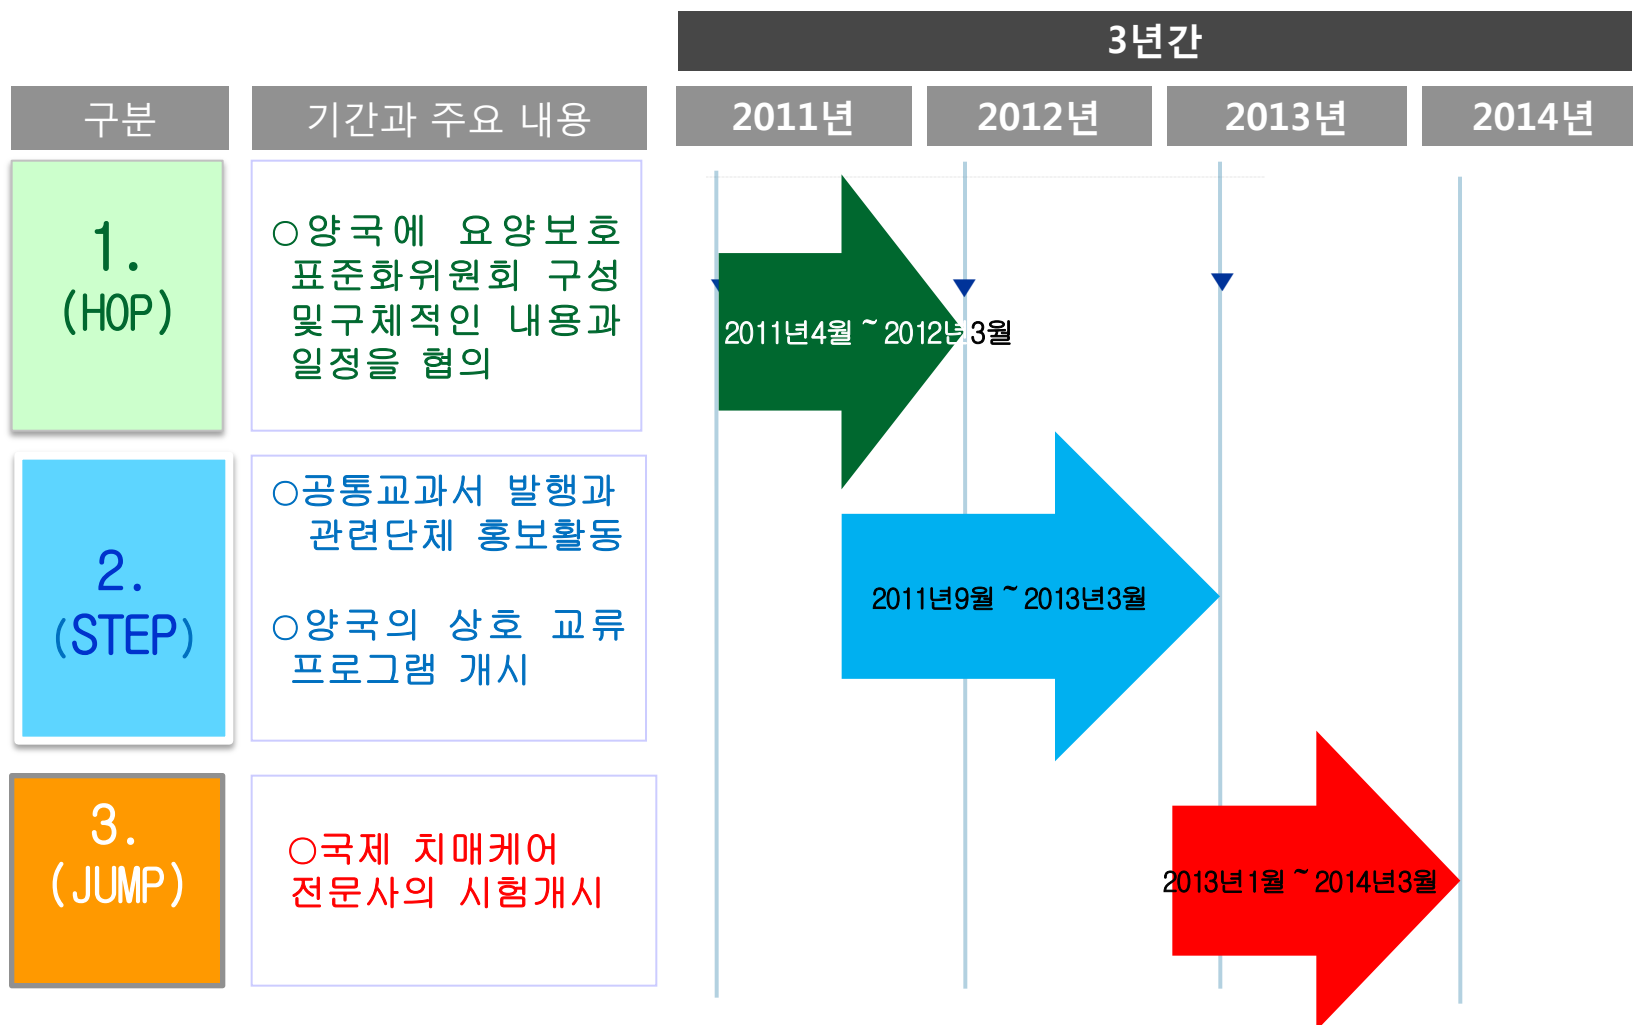 3년간
구분 기간과 주요 내용 2011년 2012년 2013년 2014년
1.
(HOP)
○양국에 요양보호
표준화위원회 구성
및구체적인 내용과
일정을 협의
2011년4월 ~ 2012년3월
2.
(STEP)
○공통교과서 발행과
관련단체 홍보활동
○양국의 상호 교류
프로그램 개시
2011년9월 ~ 2013년3월
3.
(JUMP)
○국제 치매케어
전문사의 시험개시
2013년1월 ~ 2014년3월